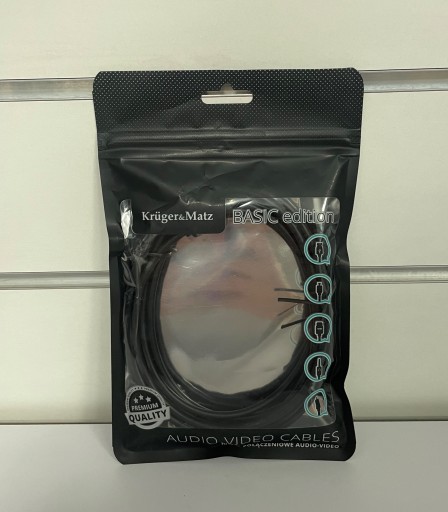 Krüger&Matz
BASIC edition
PREMIUM
QUALITY
AUDIO VIDEO CABLES
POŁĄCZENIOWE AUDIO-VIDEO